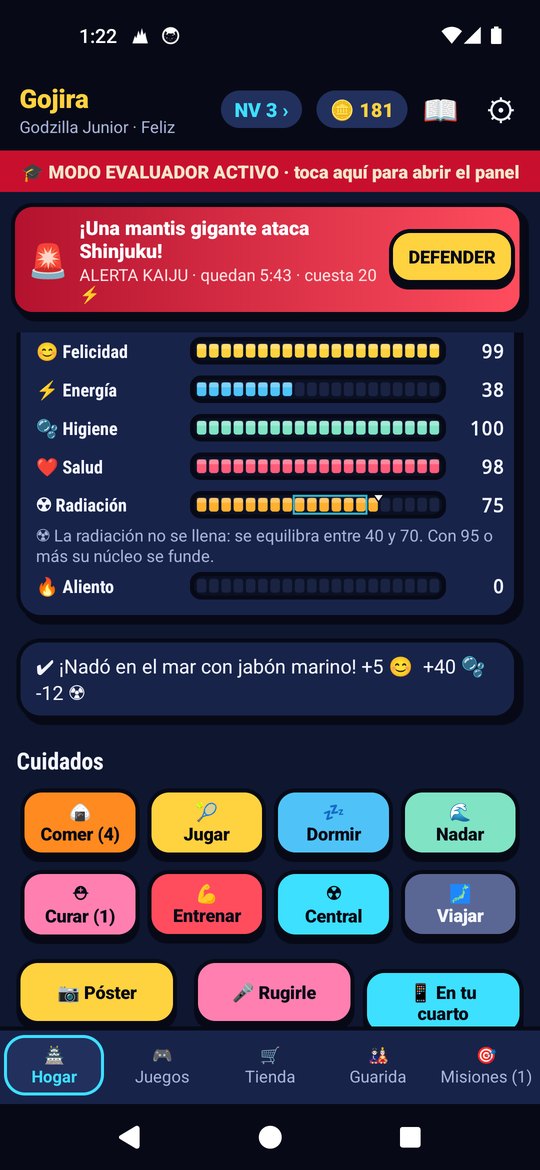 1:22
Gojira
Godzilla Junior · Feliz
NV 3 ›
🪙 181
🎓 MODO EVALUADOR ACTIVO · toca aquí para abrir el panel
¡Una mantis gigante ataca
Shinjuku!
ALERTA KAIJU · quedan 5:43 · cuesta 20
⚡
DEFENDER
😊 Felicidad 99
⚡ Energía 38
🫧 Higiene 100
❤️ Salud 98
☢ Radiación 75
☢ La radiación no se llena: se equilibra entre 40 y 70. Con 95 o
más su núcleo se funde.
🔥 Aliento 0
✔ ¡Nadó en el mar con jabón marino! +5 😊 +40 🫧
-12 ☢
Cuidados
Comer (4)
Jugar
💤
Dormir
Nadar
Curar (1)
Entrenar
☢
Central
Viajar
📷 Póster
🎤 Rugirle
📱 En tu
cuarto
Hogar
Juegos
Tienda
Guarida
Misiones (1)